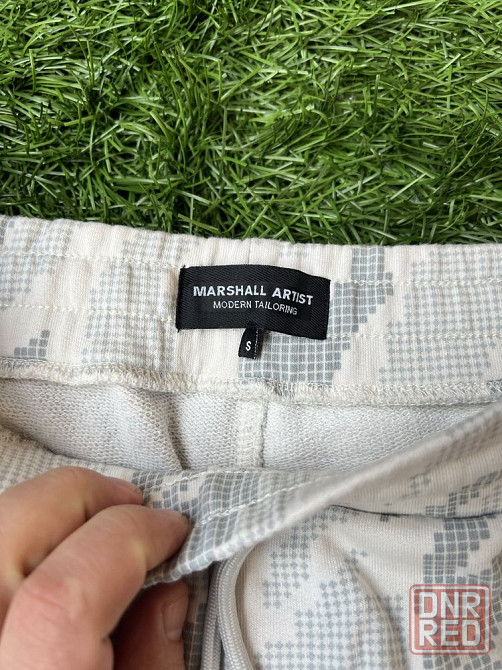 MARSHALL ARTIST
MODERN TAILORING
S
DNR
RED